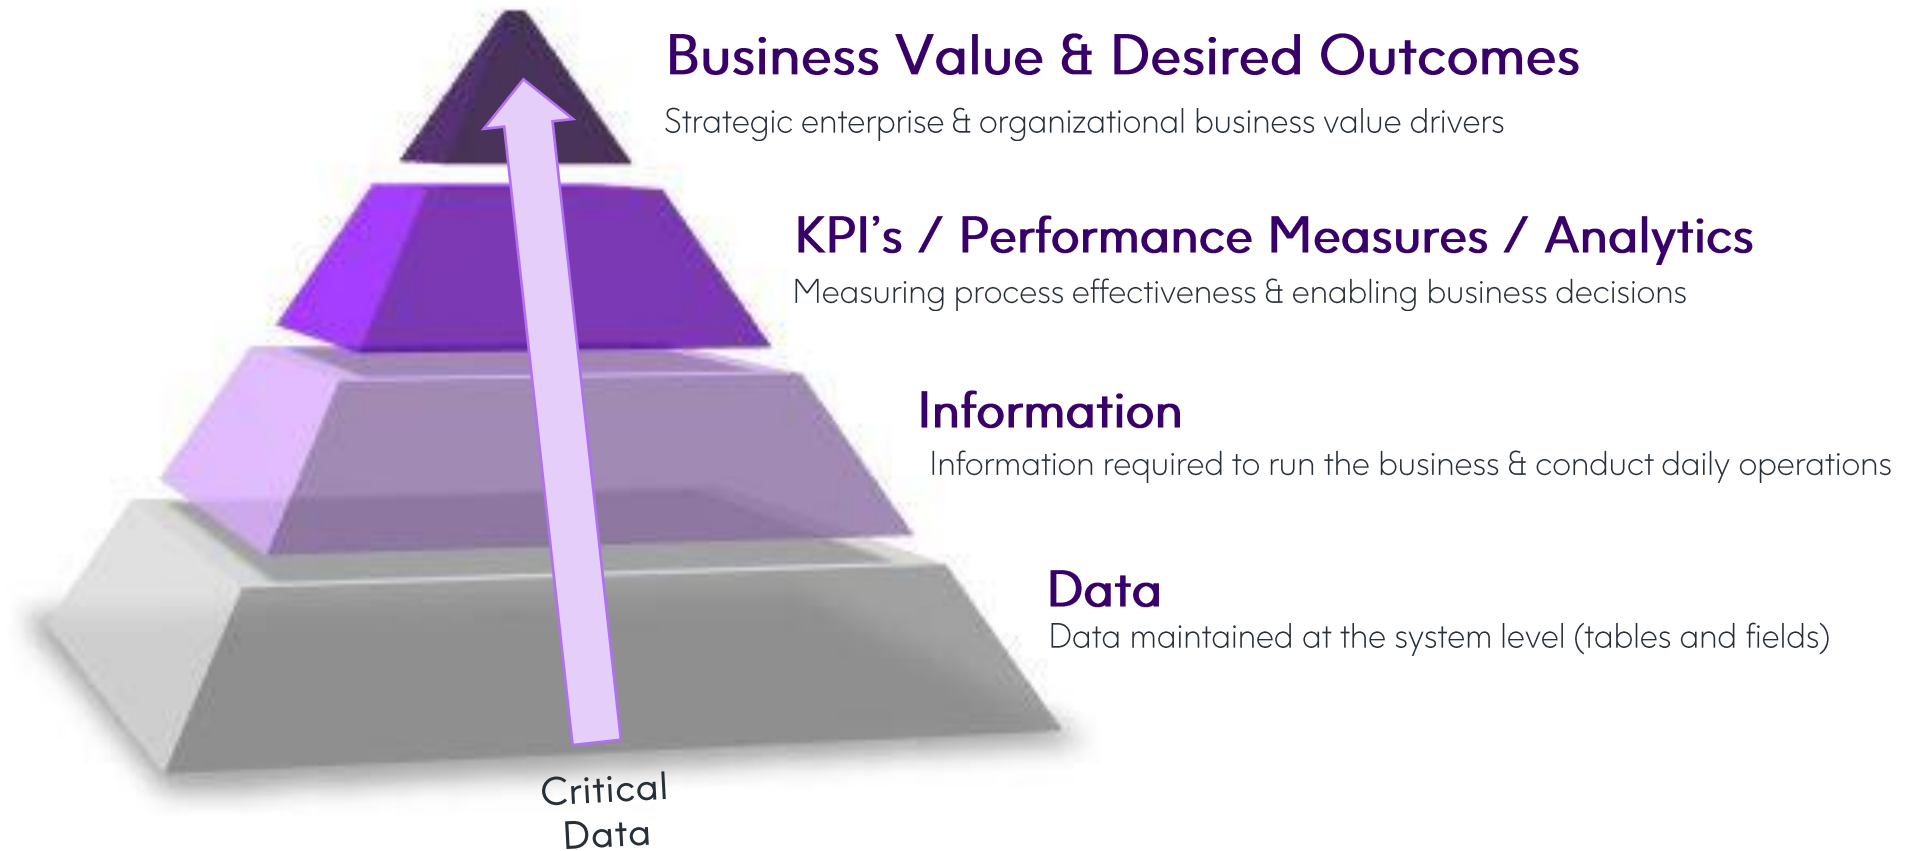 Business Value & Desired Outcomes
Strategic enterprise & organizational business value drivers
KPI’s / Performance Measures / Analytics
Measuring process effectiveness & enabling business decisions
Information
Information required to run the business & conduct daily operations
Data
Data maintained at the system level (tables and fields)
Critical
Data